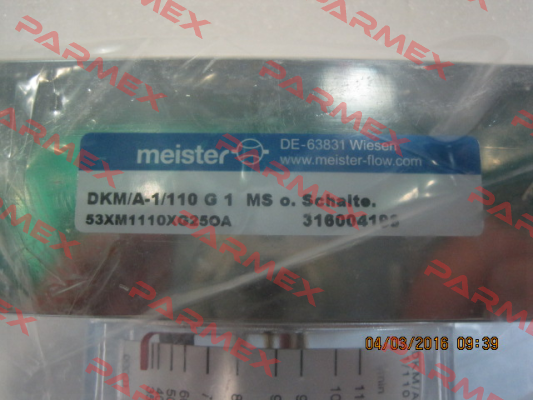 meister
DE-63831 Wiesen
www.meister-flow.com
DKM/A-1/110 G 1 MS o. Schalte.
53XM1110XG25OA
04/03/2016 09:39
PARMEX
PARMEX
PARMEX
PARMEX
PARMEX
PARMEX